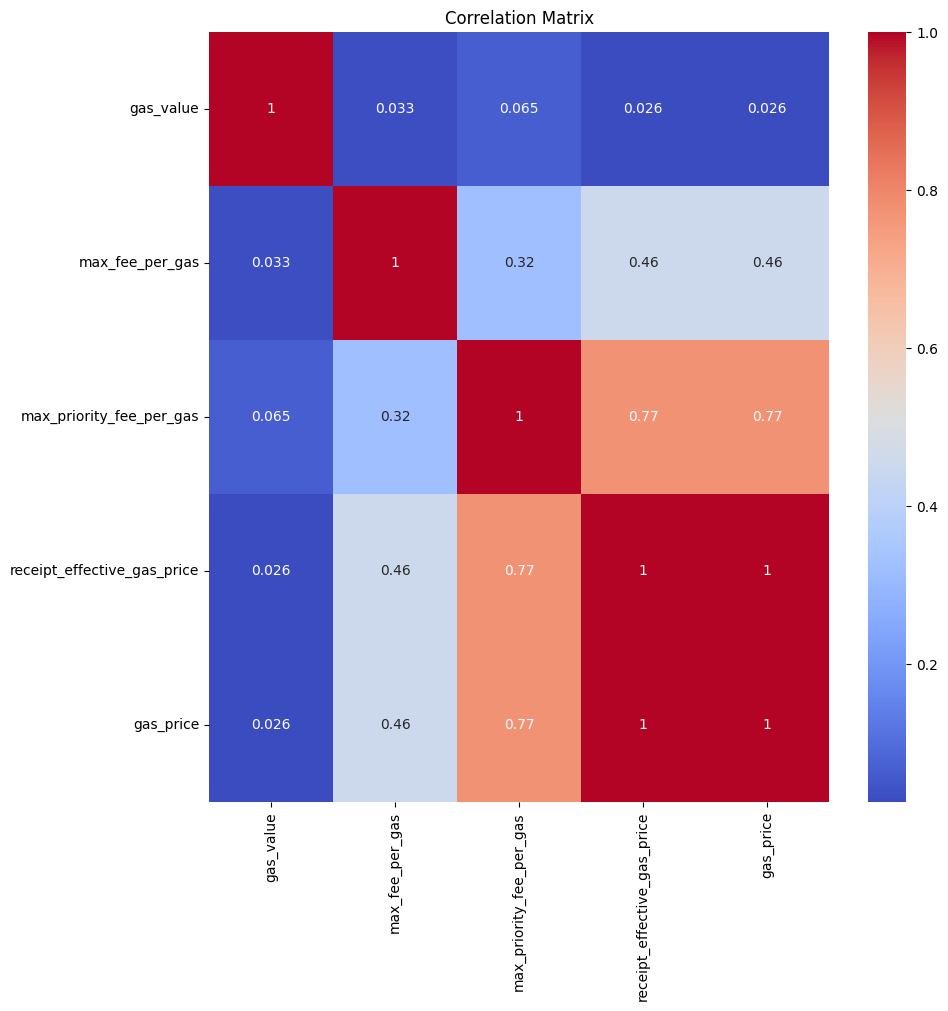 Correlation Matrix
gas_value 1 0.033 0.065 0.026 0.026
max_fee_per_gas 0.033 1 0.32 0.46 0.46
max_priority_fee_per_gas 0.065 0.32 1 0.77 0.77
receipt_effective_gas_price 0.026 0.46 0.77 1 1
gas_price 0.026 0.46 0.77 1 1
gas_value
max_fee_per_gas
max_priority_fee_per_gas
receipt_effective_gas_price
gas_price
1.0
0.8
0.6
0.4
0.2